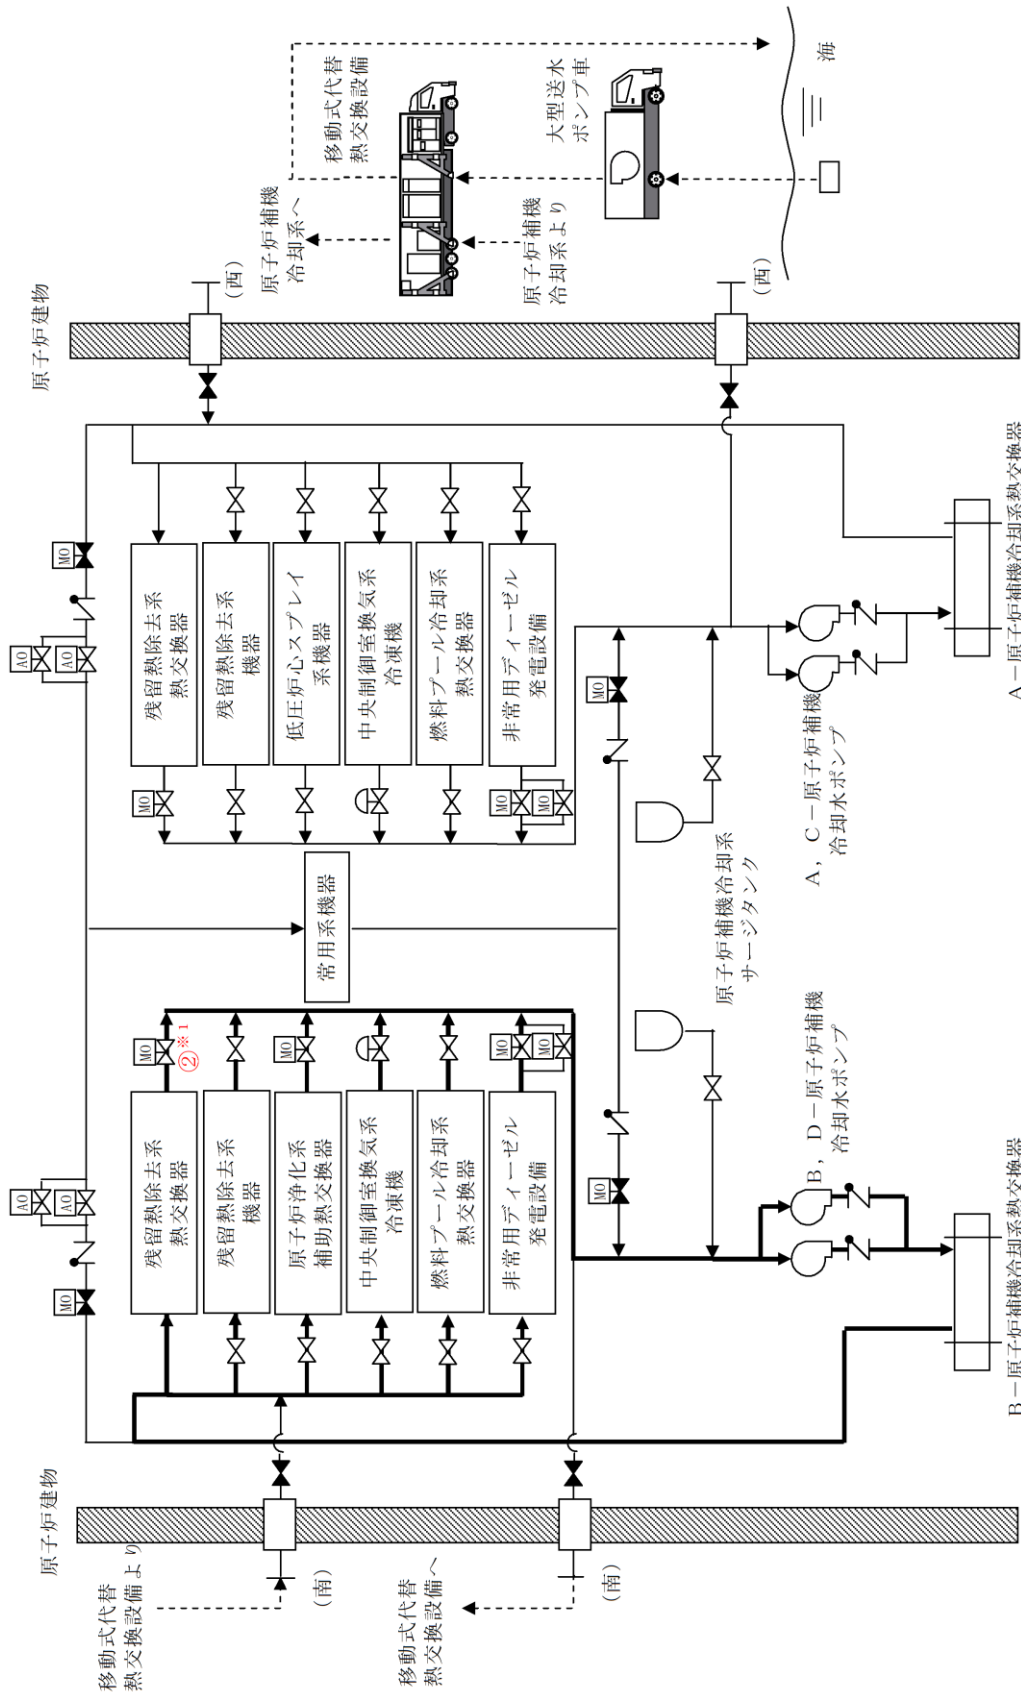 原子炉建物
移動式代替
熱交換設備より
(南)
移動式代替
熱交換設備へ
(南)
AO
AO
MO
残留熱除去系
熱交換器
残留熱除去系
機器
原子炉浄化系
補助熱交換器
中央制御室換気系
冷凍機
燃料プール冷却系
熱交換器
非常用ディーゼル
発電設備
MO
②※1
MO
MO
MO
MO
B，D－原子炉補機
冷却水ポンプ
B－原子炉補機冷却系熱交換器
常用系機器
原子炉補機冷却系
サージタンク
AO
AO
MO
MO
MO
MO
残留熱除去系
熱交換器
残留熱除去系
機器
低圧炉心スプレイ
系機器
中央制御室換気系
冷凍機
燃料プール冷却系
熱交換器
非常用ディーゼル
発電設備
MO
A，C－原子炉補機
冷却水ポンプ
A－原子炉補機冷却系熱交換器
原子炉建物
(西)
(西)
原子炉補機
冷却系へ
原子炉補機
冷却系より
移動式代替
熱交換設備
大型送水
ポンプ車
海